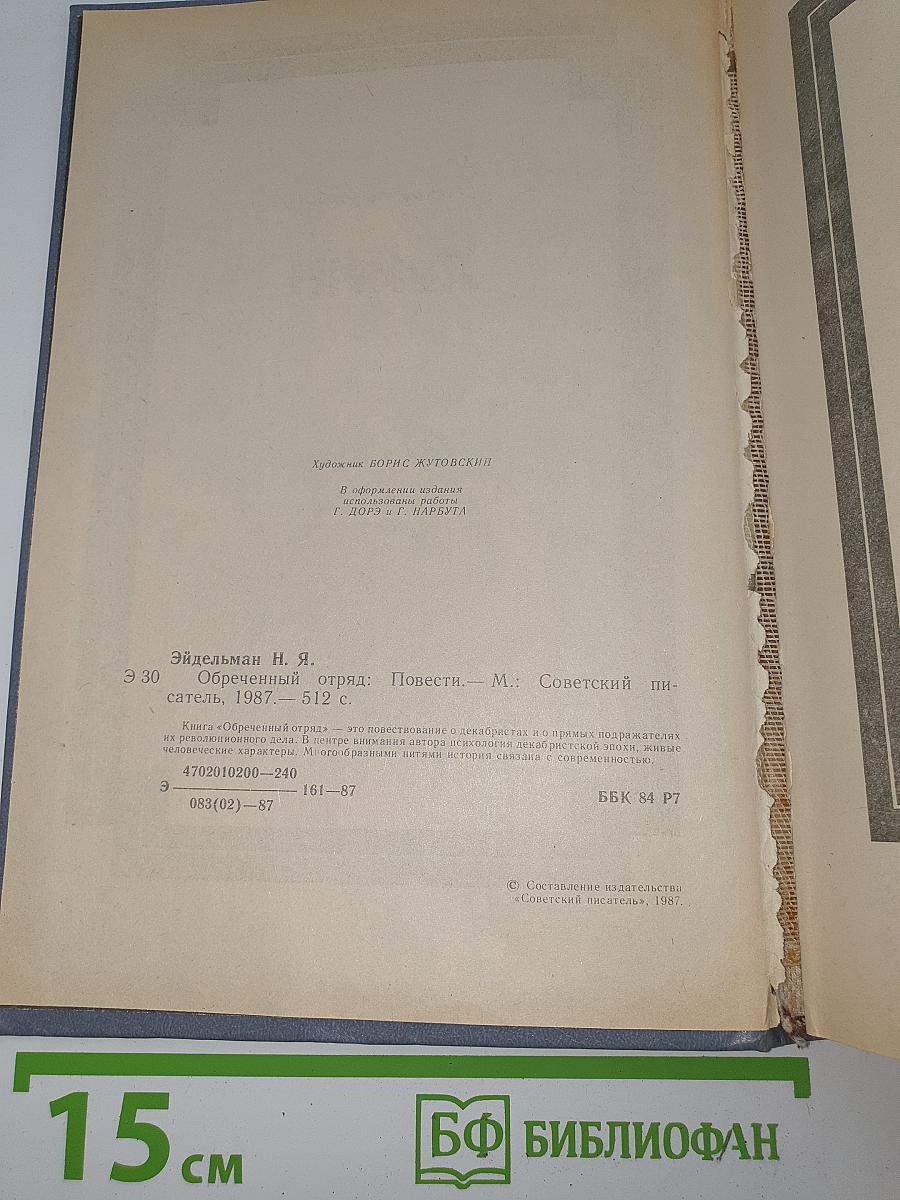 Художник БОРИС ЖУТОВСКИЙ
В оформлении издания
использованы работы
Г. ДОРЭ и Г. НАРБУТА
Эйдельман Н. Я.
Э 30 Обреченный отряд: Повести.— М.: Советский пи-
сатель, 1987.— 512 с.
Книга «Обреченный отряд» — это повествование о декабристах и о прямых подражателях
их революционного дела. В центре внимания автора психология декабристской эпохи, живые
человеческие характеры. Многообразными нитями история связана с современностью.
4702010200—240
Э ———— 161—87
083(02)—87
ББК 84 Р7
© Составление издательства
«Советский писатель», 1987.
15 см
БФ БИБЛИОФАН